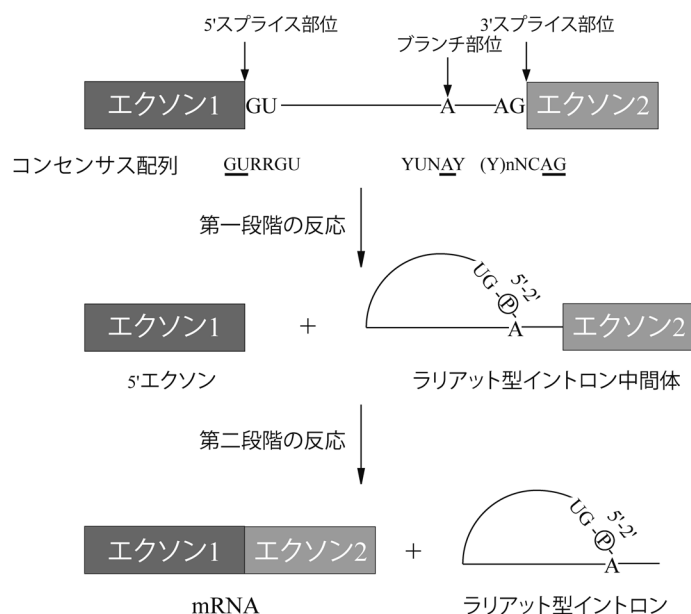 5'スプライス部位
ブランチ部位
3'スプライス部位
エクソン1 GU A AG エクソン2
コンセンサス配列 GURRGU YUNAY (Y)nNCAG
第一段階の反応
エクソン1 + UG-P-A 5'-2' エクソン2
5'エクソン ラリアット型イントロン中間体
第二段階の反応
エクソン1 エクソン2 + UG-P-A 5'-2'
mRNA ラリアット型イントロン